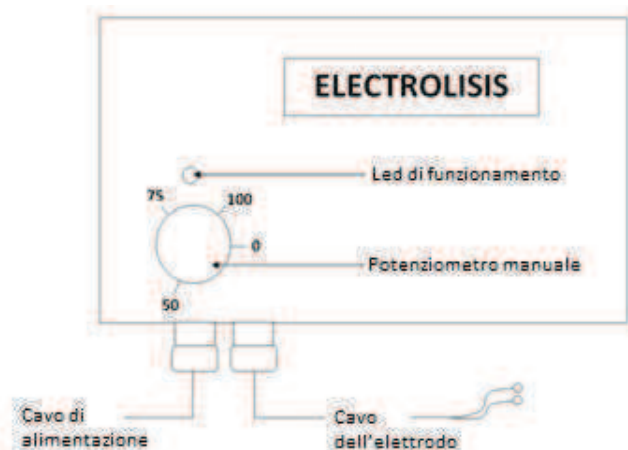 ELECTROLISIS
Led di funzionamento
75
100
0
Potenziometro manuale
50
Cavo di
alimentazione
Cavo
dell'elettrodo